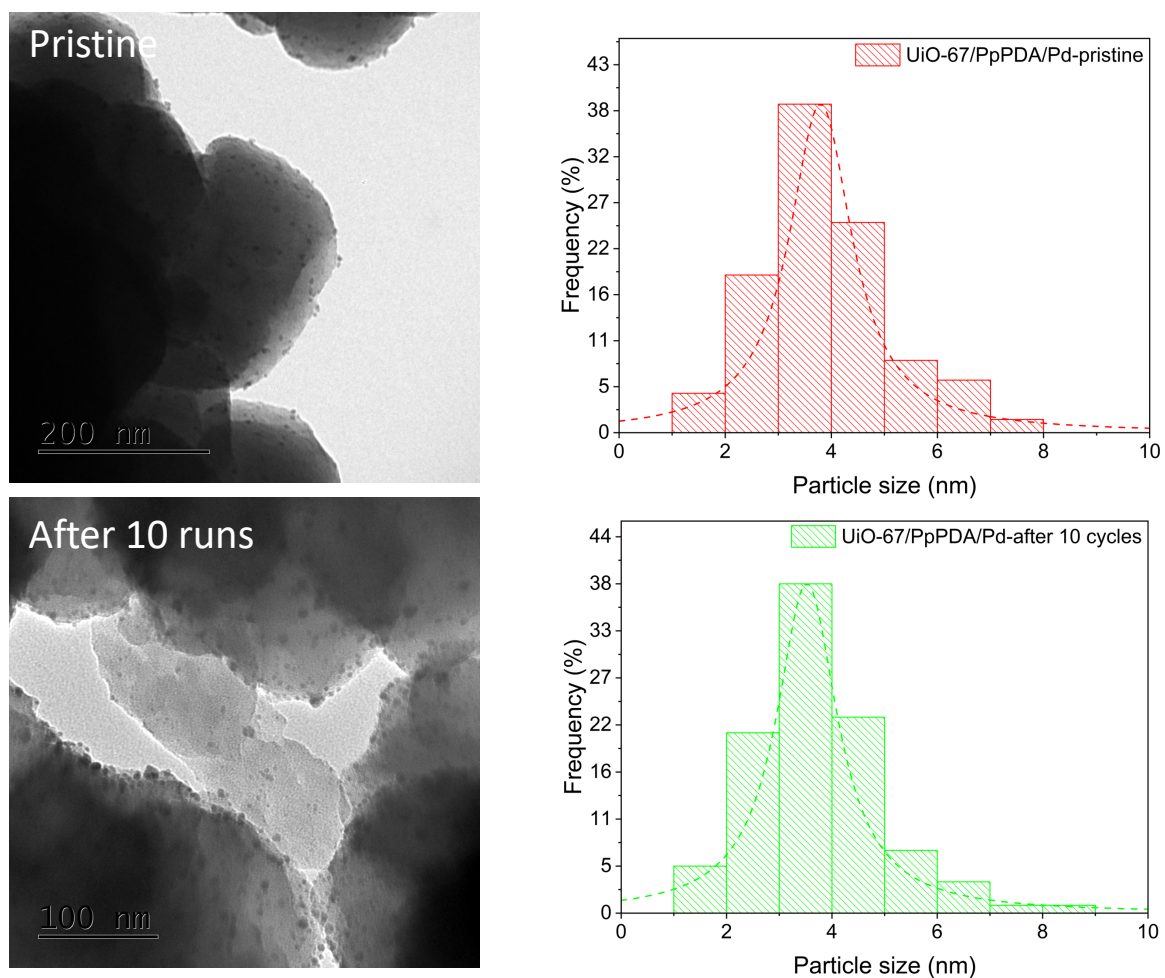 Pristine
200 nm
UiO-67/PpPDA/Pd-pristine
Frequency (%)
43
38
32
27
22
16
11
5
0
0 2 4 6 8 10
Particle size (nm)
After 10 runs
100 nm
UiO-67/PpPDA/Pd-after 10 cycles
Frequency (%)
44
38
33
27
22
16
11
5
0
0 2 4 6 8 10
Particle size (nm)